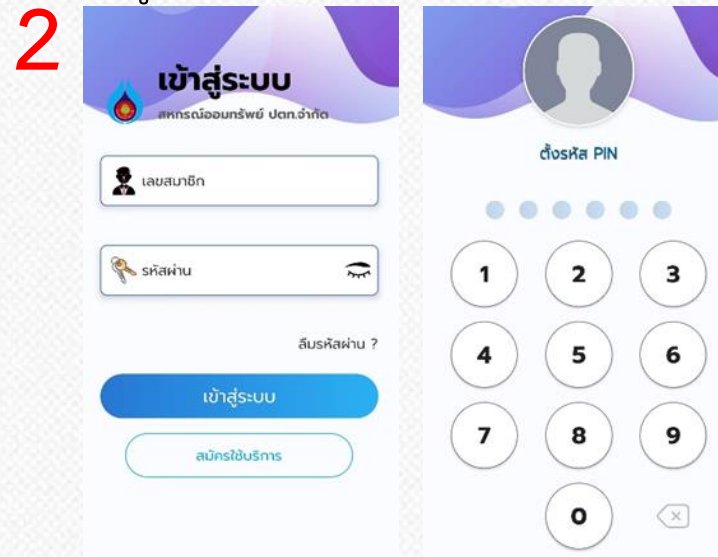 2
เข้าสู่ระบบ
สหกรณ์ออมทรัพย์ ปตท.จำกัด
เลขสมาชิก
รหัสผ่าน
ลืมรหัสผ่าน ?
เข้าสู่ระบบ
สมัครใช้บริการ
ตั้งรหัส PIN
1 2 3
4 5 6
7 8 9
0